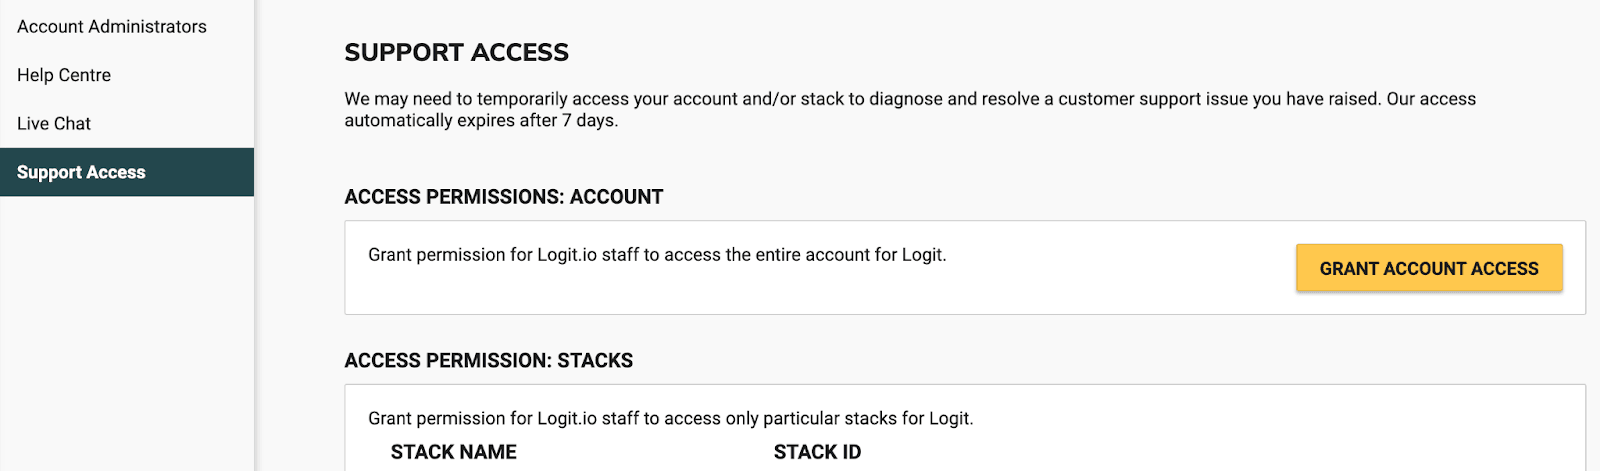 Account Administrators
Help Centre
Live Chat
Support Access
SUPPORT ACCESS
We may need to temporarily access your account and/or stack to diagnose and resolve a customer support issue you have raised. Our access
automatically expires after 7 days.
ACCESS PERMISSIONS: ACCOUNT
Grant permission for Logit.io staff to access the entire account for Logit.
GRANT ACCOUNT ACCESS
ACCESS PERMISSION: STACKS
Grant permission for Logit.io staff to access only particular stacks for Logit.
STACK NAME STACK ID